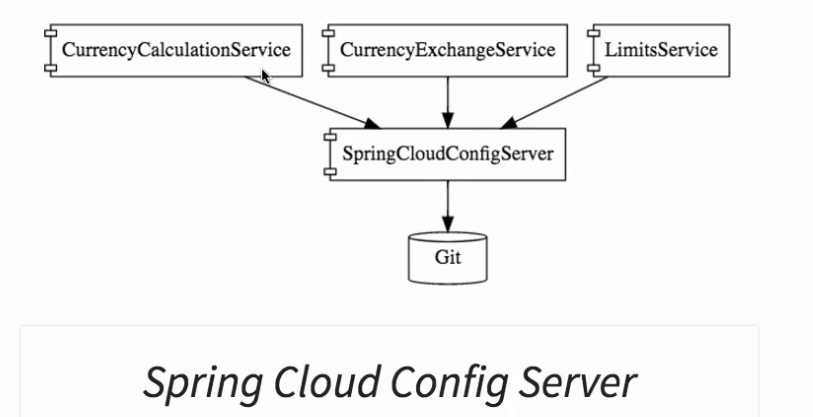 CurrencyCalculationService CurrencyExchangeService LimitsService
SpringCloudConfigServer
Git
Spring Cloud Config Server